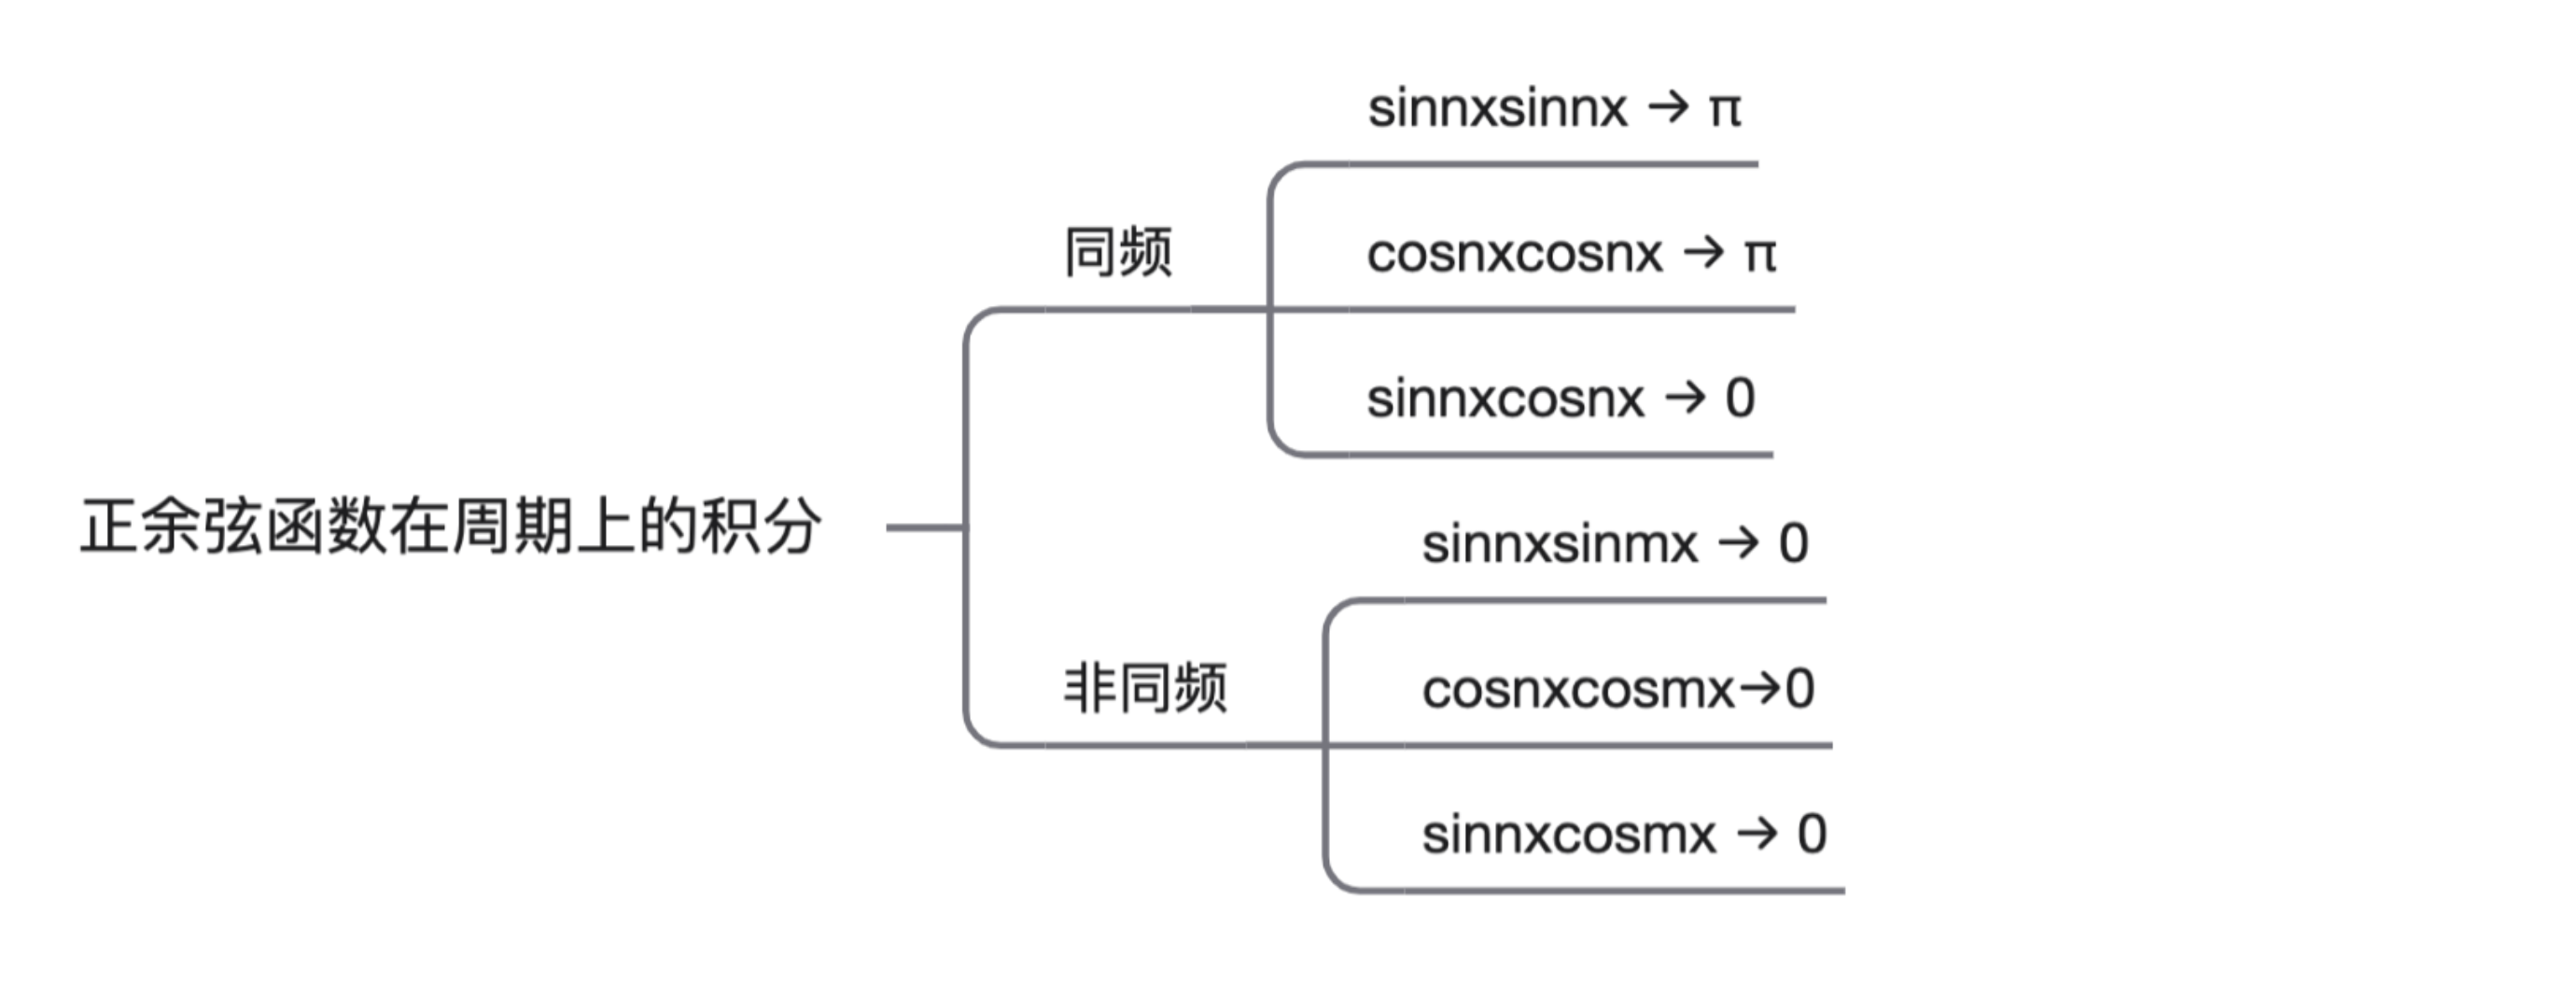 正余弦函数在周期上的积分
同频
sinnxsinnx → π
cosnxcosnx → π
sinnxcosnx → 0
非同频
sinnxsinmx → 0
cosnxcosmx→0
sinnxcosmx → 0